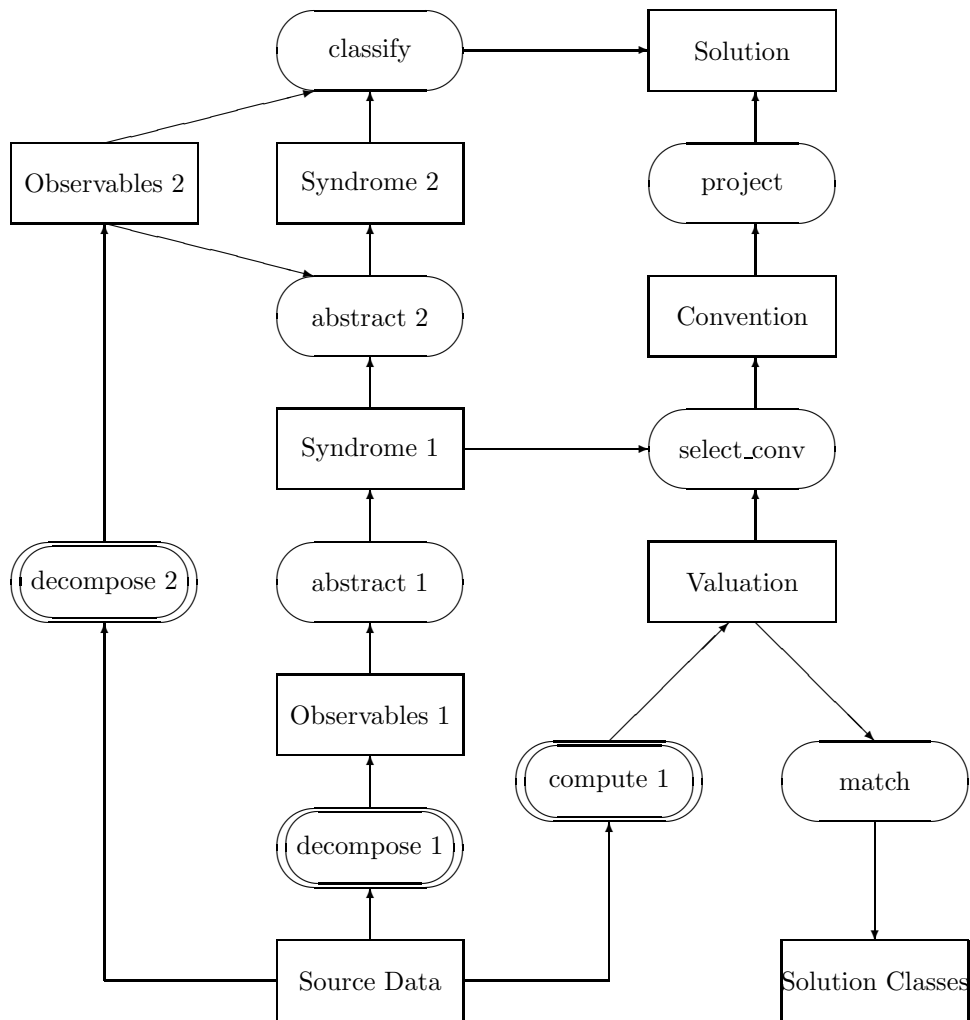 classify
Solution
Observables 2
Syndrome 2
project
abstract 2
Convention
Syndrome 1
select_conv
decompose 2
abstract 1
Valuation
Observables 1
compute 1
match
decompose 1
Source Data
Solution Classes